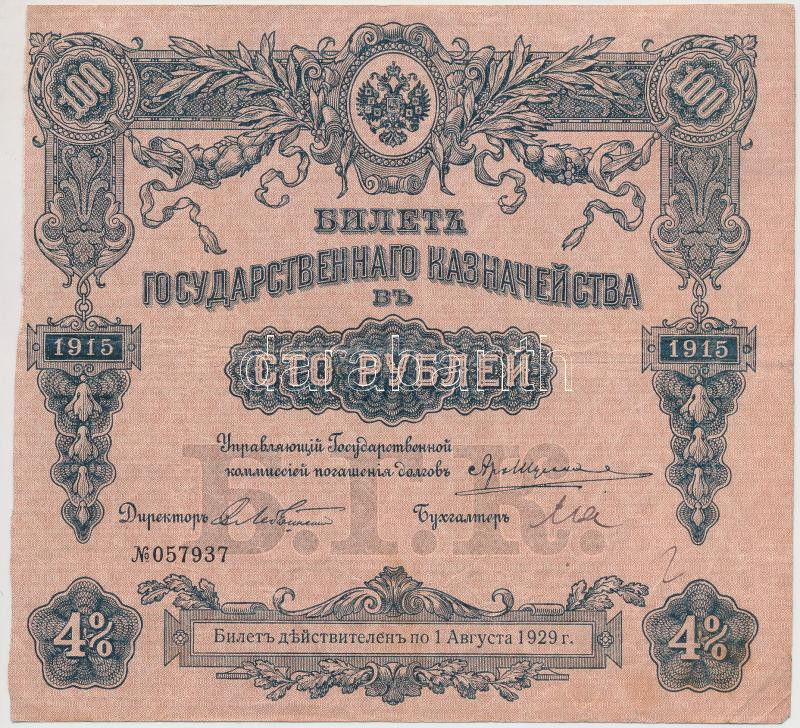 100 100
БИЛЕТЪ
ГОСУДАРСТВЕННАГО КАЗНАЧЕЙСТВА
ВЪ
1915 1915
СТО РУБЛЕЙ
darabanth
Управляющій Государственной
коммиссіей погашенія долговъ
Директоръ Бухгалтеръ
Б.Г.К.
№057937
4% 4%
Билетъ дѣйствителенъ по 1 Августа 1929 г.